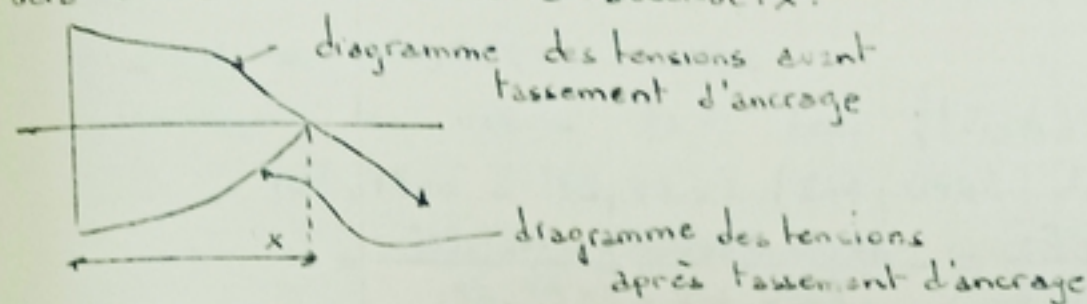 diagramme des tensions avant
tassement d'ancrage
x
diagramme des tensions
après tassement d'ancrage